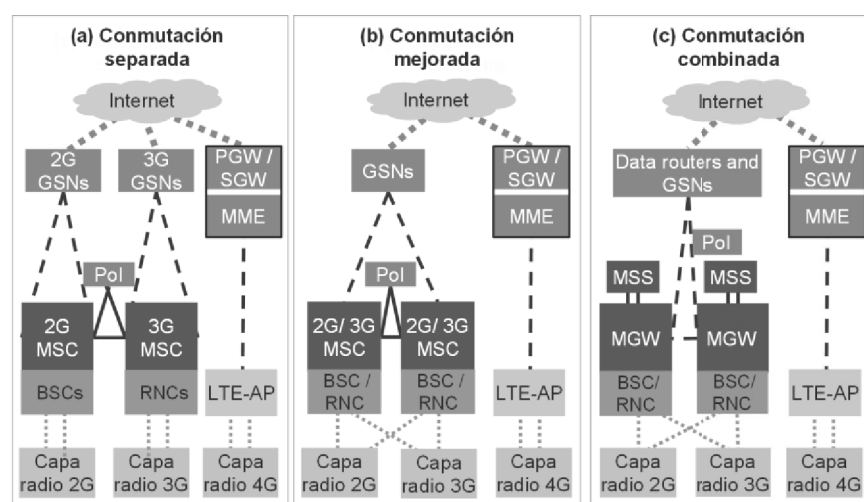 (a) Conmutación
separada
Internet
2G
GSNs
3G
GSNs
PGW /
SGW
MME
PoI
2G
MSC
3G
MSC
BSCs
RNCs
LTE-AP
Capa
radio 2G
Capa
radio 3G
Capa
radio 4G
(b) Conmutación
mejorada
Internet
GSNs
PGW /
SGW
MME
PoI
2G/ 3G
MSC
2G/ 3G
MSC
BSC /
RNC
BSC /
RNC
LTE-AP
Capa
radio 2G
Capa
radio 3G
Capa
radio 4G
(c) Conmutación
combinada
Internet
Data routers and
GSNs
PGW /
SGW
MME
PoI
MSS
MSS
MGW
MGW
BSC/
RNC
BSC/
RNC
LTE-AP
Capa
radio 2G
Capa
radio 3G
Capa
radio 4G